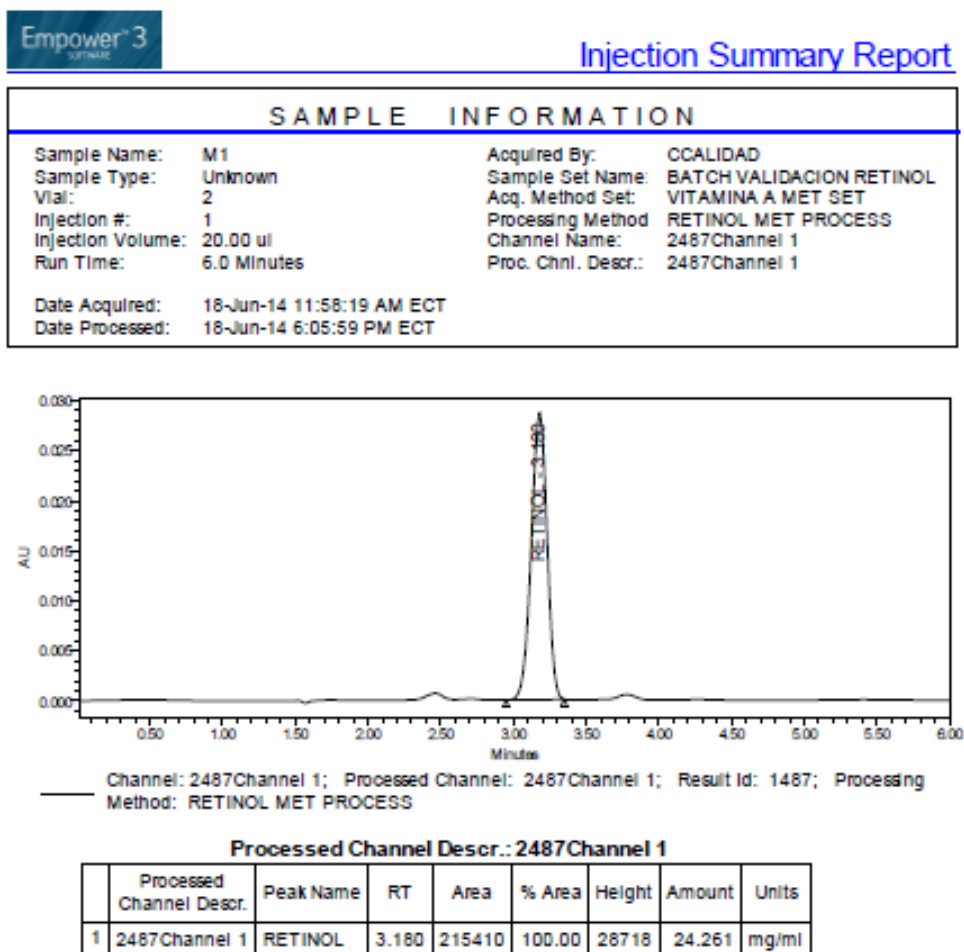 Empower™3
SOFTWARE
Injection Summary Report
SAMPLE INFORMATION
Sample Name: M1
Sample Type: Unknown
Vial: 2
Injection #: 1
Injection Volume: 20.00 ul
Run Time: 6.0 Minutes
Date Acquired: 18-Jun-14 11:58:19 AM ECT
Date Processed: 18-Jun-14 6:05:59 PM ECT
Acquired By: CCALIDAD
Sample Set Name: BATCH VALIDACION RETINOL
Acq. Method Set: VITAMINA A MET SET
Processing Method RETINOL MET PROCESS
Channel Name: 2487Channel 1
Proc. Chnl. Descr.: 2487Channel 1
AU
0.030
0.025
0.020
0.015
0.010
0.005
0.000
RETINOL - 3.180
0.50 1.00 1.50 2.00 2.50 3.00 3.50 4.00 4.50 5.00 5.50 6.00
Minutes
Channel: 2487Channel 1; Processed Channel: 2487Channel 1; Result Id: 1487; Processing
Method: RETINOL MET PROCESS
Processed Channel Descr.: 2487Channel 1
Processed Channel Descr. Peak Name RT Area % Area Height Amount Units
1 2487Channel 1 RETINOL 3.180 215410 100.00 28718 24.261 mg/ml